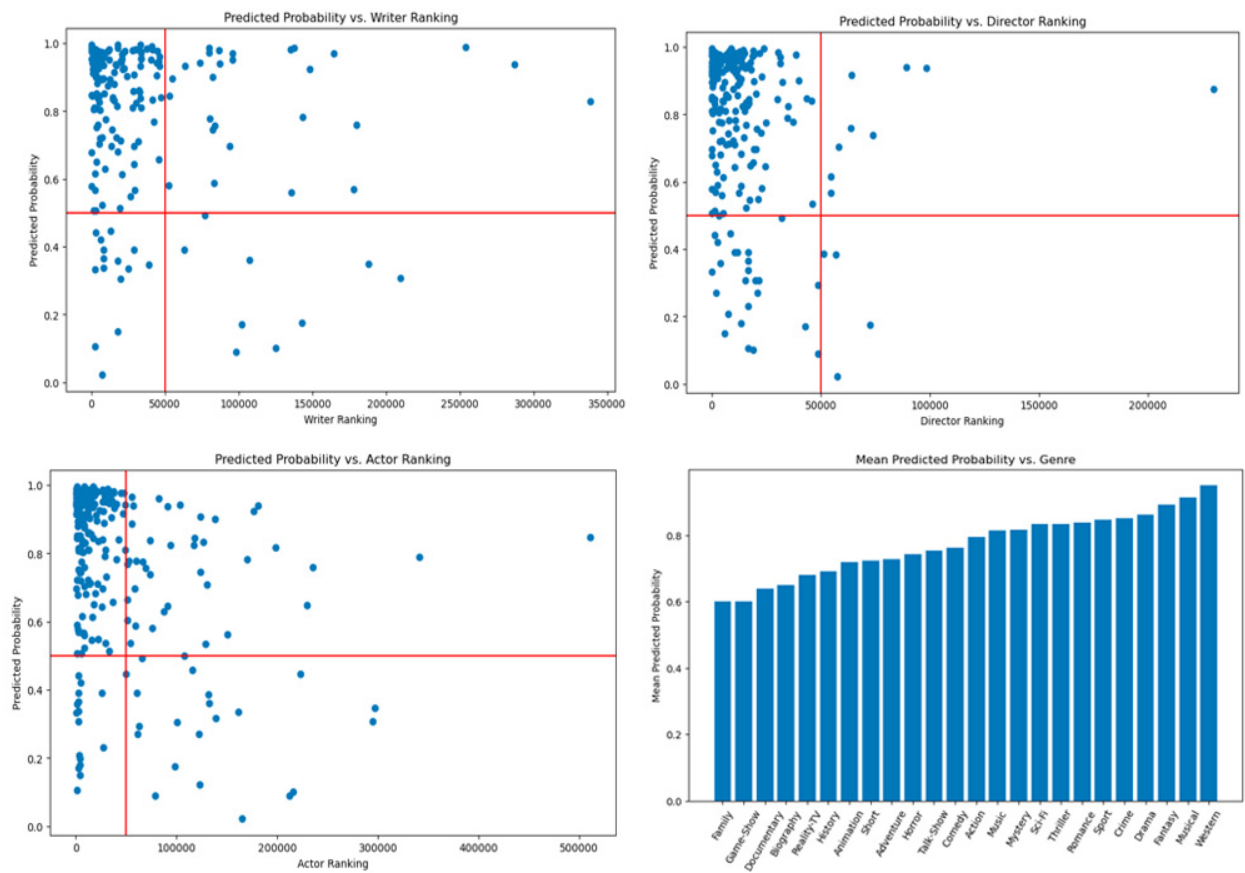 Predicted Probability vs. Writer Ranking
1.0
0.8
0.6
0.4
0.2
0.0
Predicted Probability
0
50000
100000
150000
200000
250000
300000
350000
Writer Ranking
Predicted Probability vs. Director Ranking
1.0
0.8
0.6
0.4
0.2
0.0
Predicted Probability
0
50000
100000
150000
200000
Director Ranking
Predicted Probability vs. Actor Ranking
1.0
0.8
0.6
0.4
0.2
0.0
Predicted Probability
0
100000
200000
300000
400000
500000
Actor Ranking
Mean Predicted Probability vs. Genre
0.8
0.6
0.4
0.2
0.0
Mean Predicted Probability
Family
Game-Show
Documentary
Biography
Reality-TV
History
Animation
Short
Adventure
Horror
Talk-Show
Comedy
Action
Music
Mystery
Sci-Fi
Thriller
Romance
Sport
Crime
Drama
Fantasy
Musical
Western